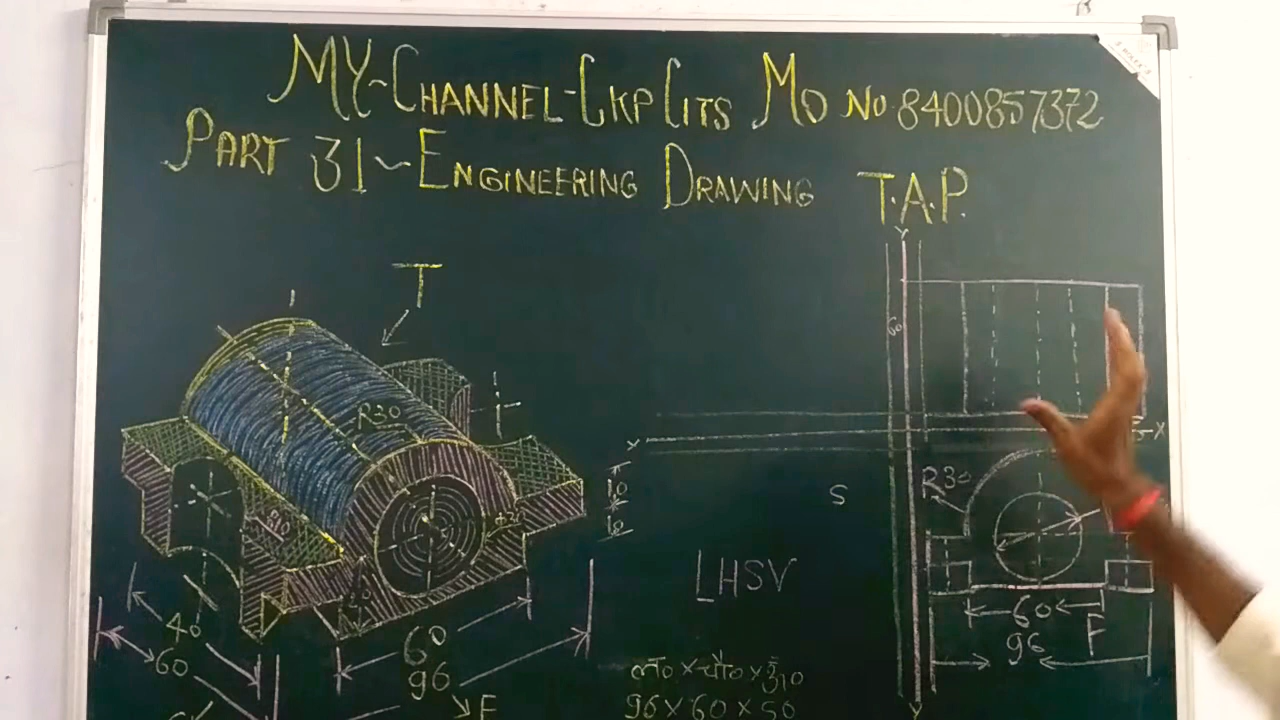 MY-CHANNEL-CKP CITS MO NO. 8400857372
PART 31~ENGINEERING DRAWING T.A.P.
T
R30
R10
20
40
60
60
96
F
10
10
X
X
Y
Y
60
S
R30
LHSV
60
96
F
96×60×50